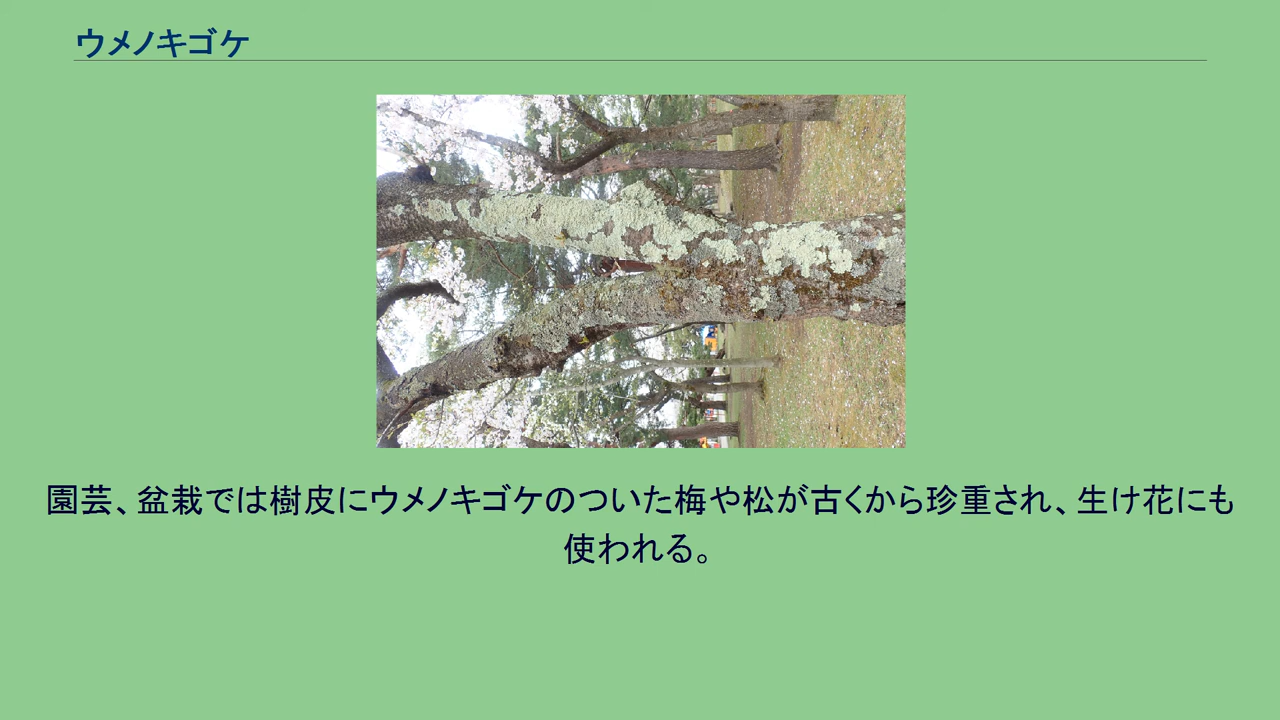 ウメノキゴケ
園芸、盆栽では樹皮にウメノキゴケのついた梅や松が古くから珍重され、生け花にも
使われる。